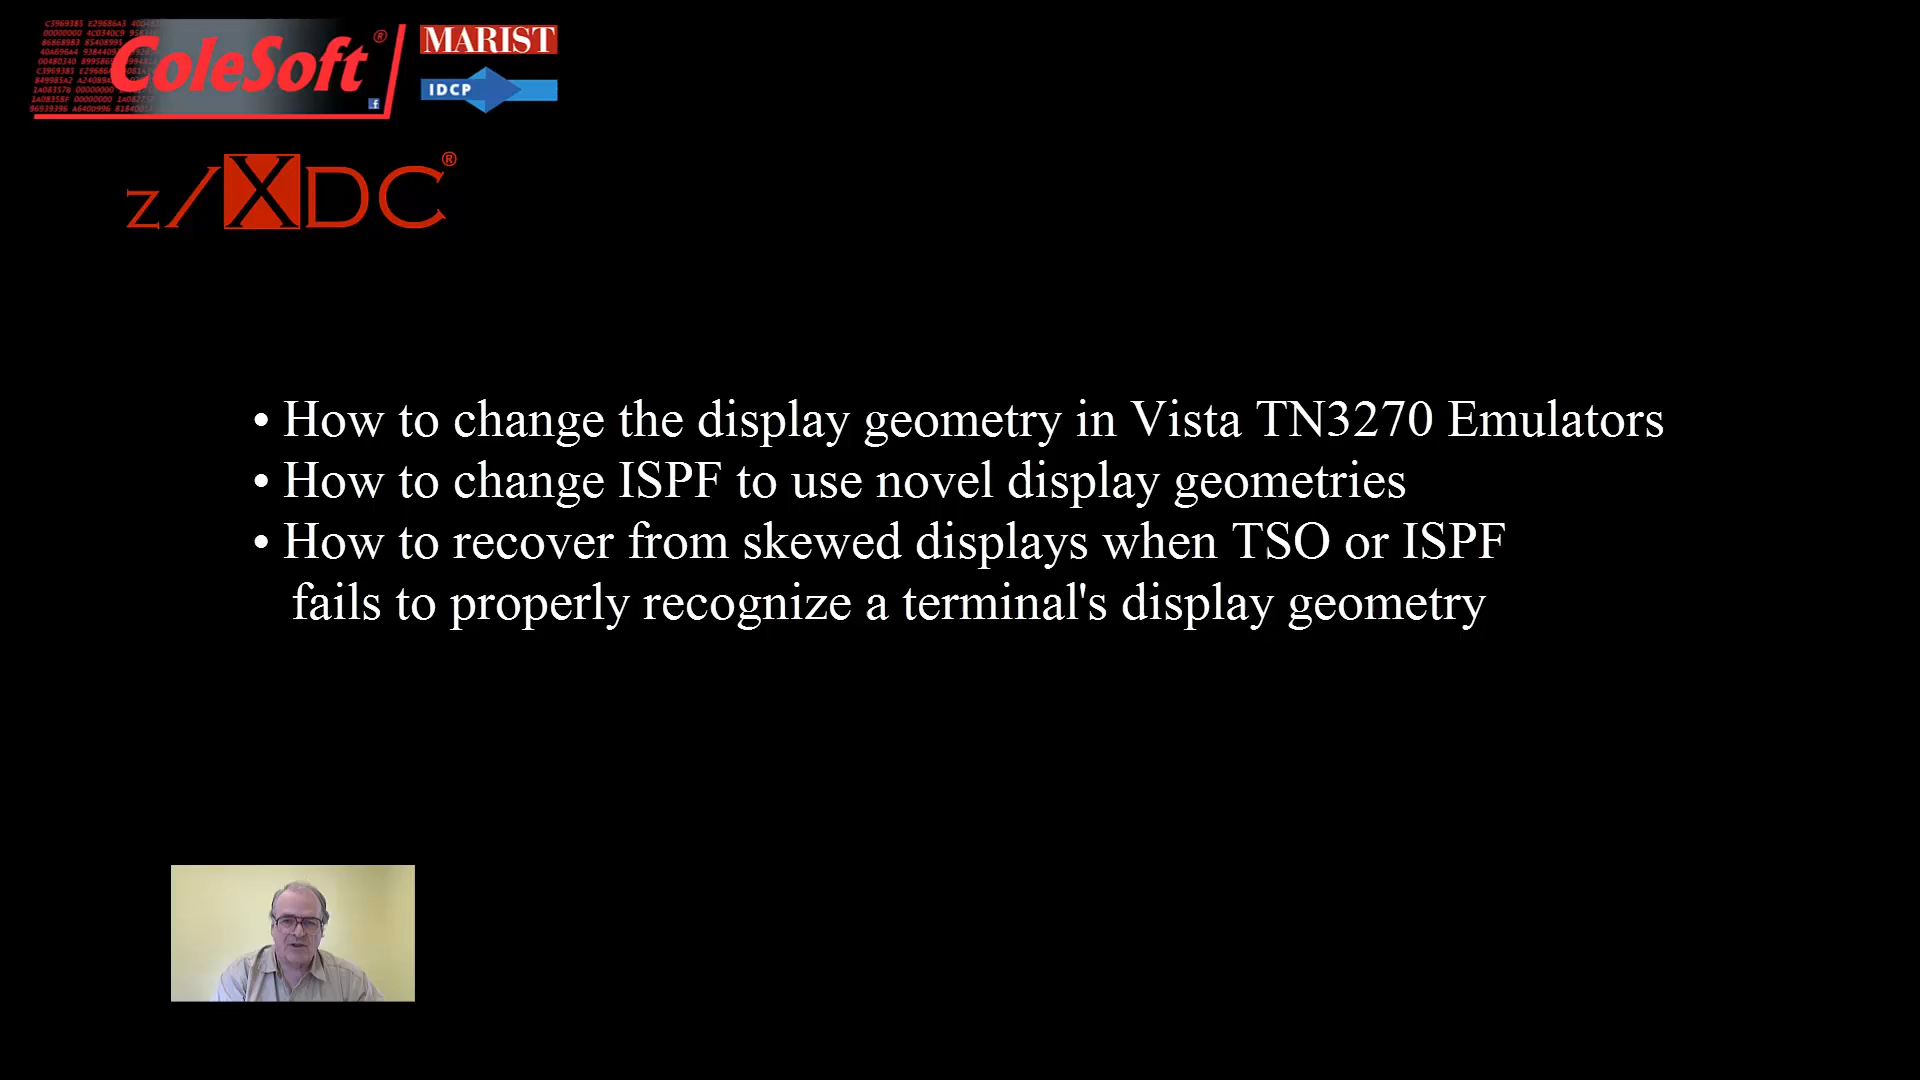 ColeSoft®
MARIST
IDCP
z/XDC®
• How to change the display geometry in Vista TN3270 Emulators
• How to change ISPF to use novel display geometries
• How to recover from skewed displays when TSO or ISPF
fails to properly recognize a terminal's display geometry